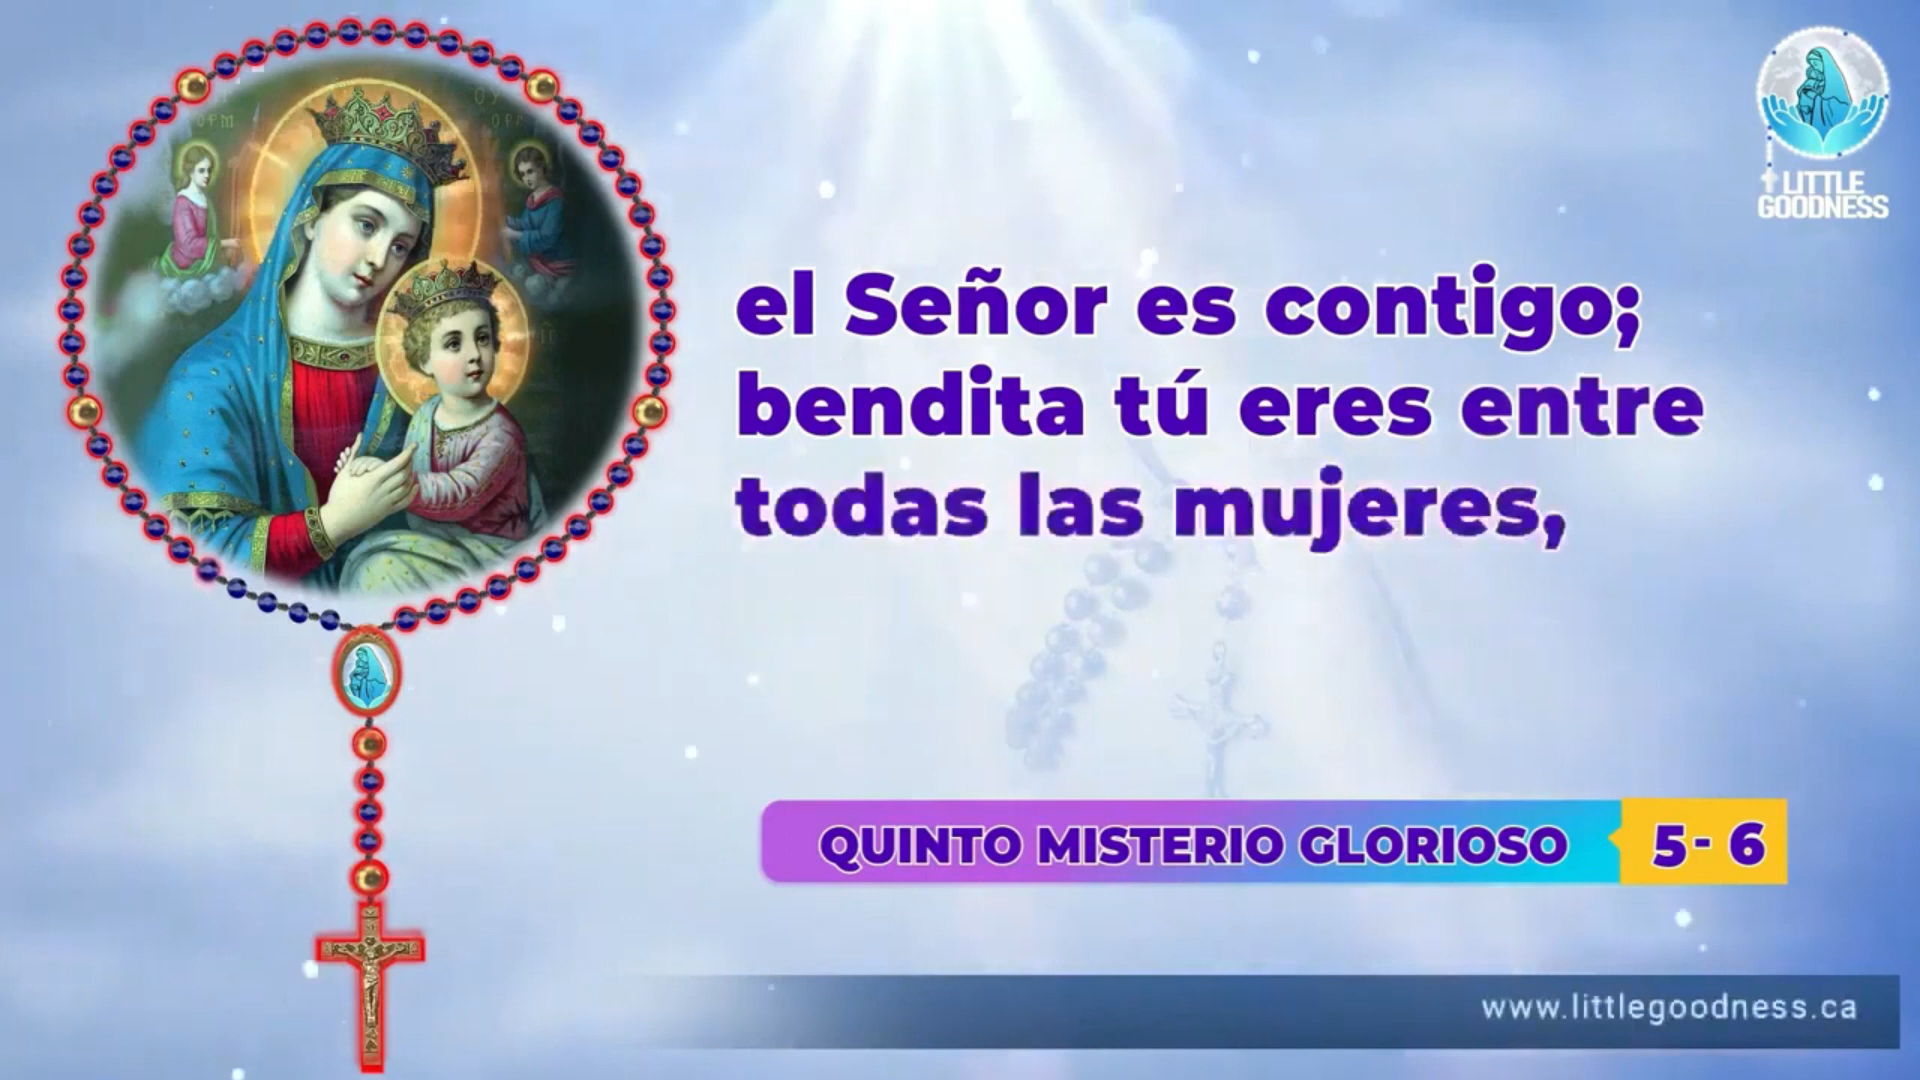 LITTLE
GOODNESS
el Señor es contigo;
bendita tú eres entre
todas las mujeres,
QUINTO MISTERIO GLORIOSO 5- 6
www.littlegoodness.ca